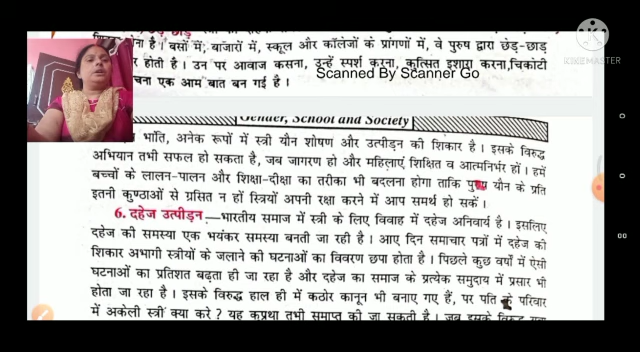 होना है। बसों में, बाजारों में, स्कूल और कॉलेजों के प्रांगणों में, वे पुरुष द्वारा छेड़-छाड़
होती है। उन पर आवाज कसना, उन्हें स्पर्श करना, कुत्सित इशारा करना,चिकोटी
एक आम बात बन गई है।
Scanned By Scanner Go
KINEMASTER
Gender, School and Society
भाँति, अनेक रूपों में स्त्री यौन शोषण और उत्पीड़न की शिकार है। इसके विरुद्ध
अभियान तभी सफल हो सकता है, जब जागरण हो और महिलाएं शिक्षित व आत्मनिर्भर हों। हमें
बच्चों के लालन-पालन और शिक्षा-दीक्षा का तरीका भी बदलना होगा ताकि पुरुष यौन के प्रति
इतनी कुण्ठाओं से ग्रसित न हों स्त्रियों अपनी रक्षा करने में आप समर्थ हो सकें।
6. दहेज उत्पीड़न—भारतीय समाज में स्त्री के लिए विवाह में दहेज अनिवार्य है। इसलिए
दहेज की समस्या एक भयंकर समस्या बनती जा रही है। आए दिन समाचार पत्रों में दहेज की
शिकार अभागी स्त्रीयों के जलाने की घटनाओं का विवरण छपा होता है। पिछले कुछ वर्षों में ऐसी
घटनाओं का प्रतिशत बढ़ता ही जा रहा है और दहेज का समाज के प्रत्येक समुदाय में प्रसार भी
होता जा रहा है। इसके विरुद्ध हाल ही में कठोर कानून भी बनाए गए हैं, पर पति के परिवार
में अकेली स्त्री क्या करे ? यह कुप्रथा तभी समाप्त की जा सकती है। जब इसके विरुद्ध